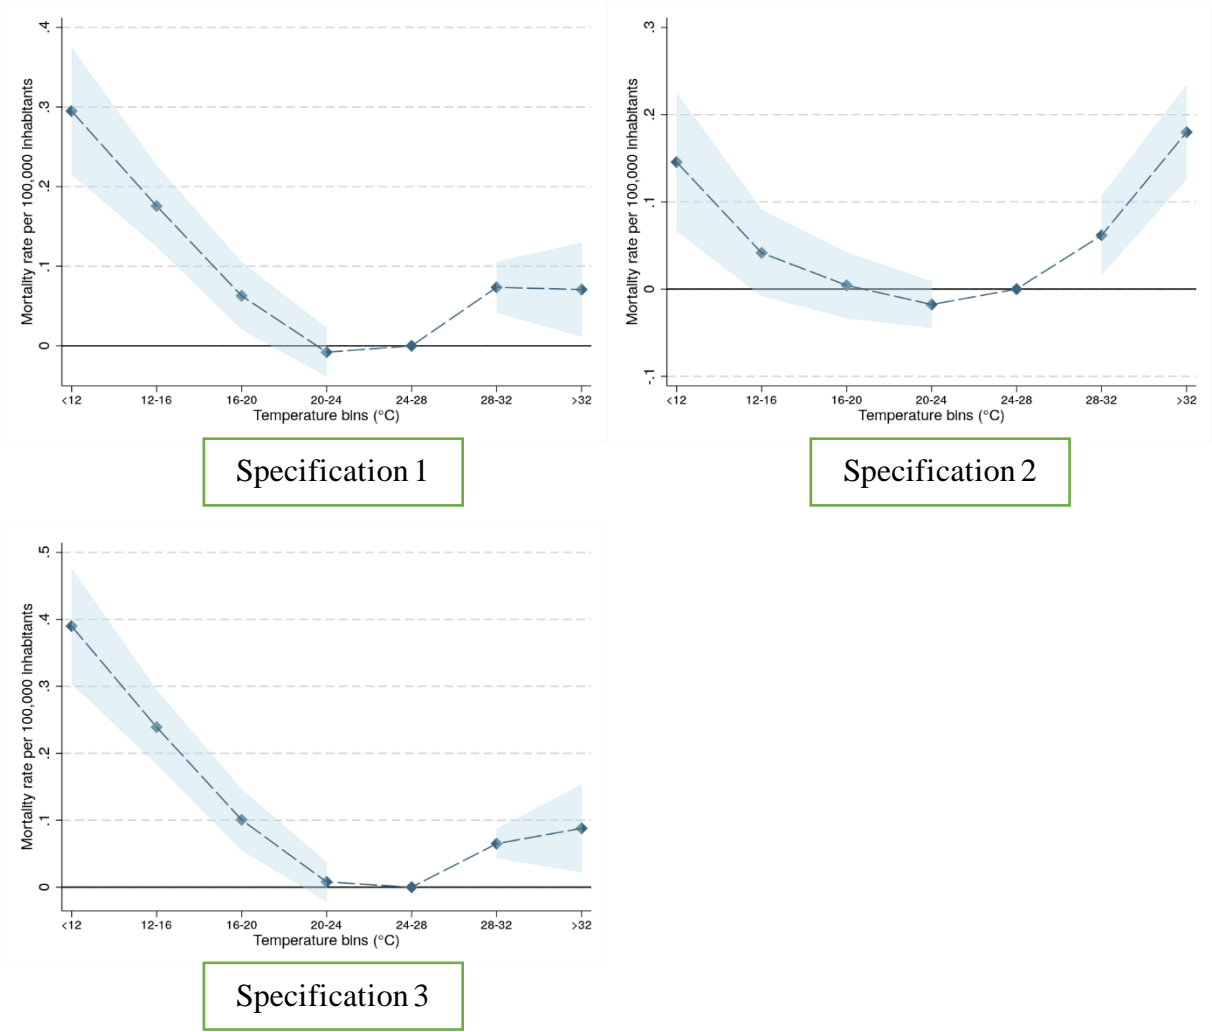 Mortality rate per 100,000 inhabitants
.4
.3
.2
.1
0
<12 12-16 16-20 20-24 24-28 28-32 >32
Temperature bins (°C)
Specification 1
Mortality rate per 100,000 inhabitants
.3
.2
.1
0
-.1
<12 12-16 16-20 20-24 24-28 28-32 >32
Temperature bins (°C)
Specification 2
Mortality rate per 100,000 inhabitants
.5
.4
.3
.2
.1
0
<12 12-16 16-20 20-24 24-28 28-32 >32
Temperature bins (°C)
Specification 3